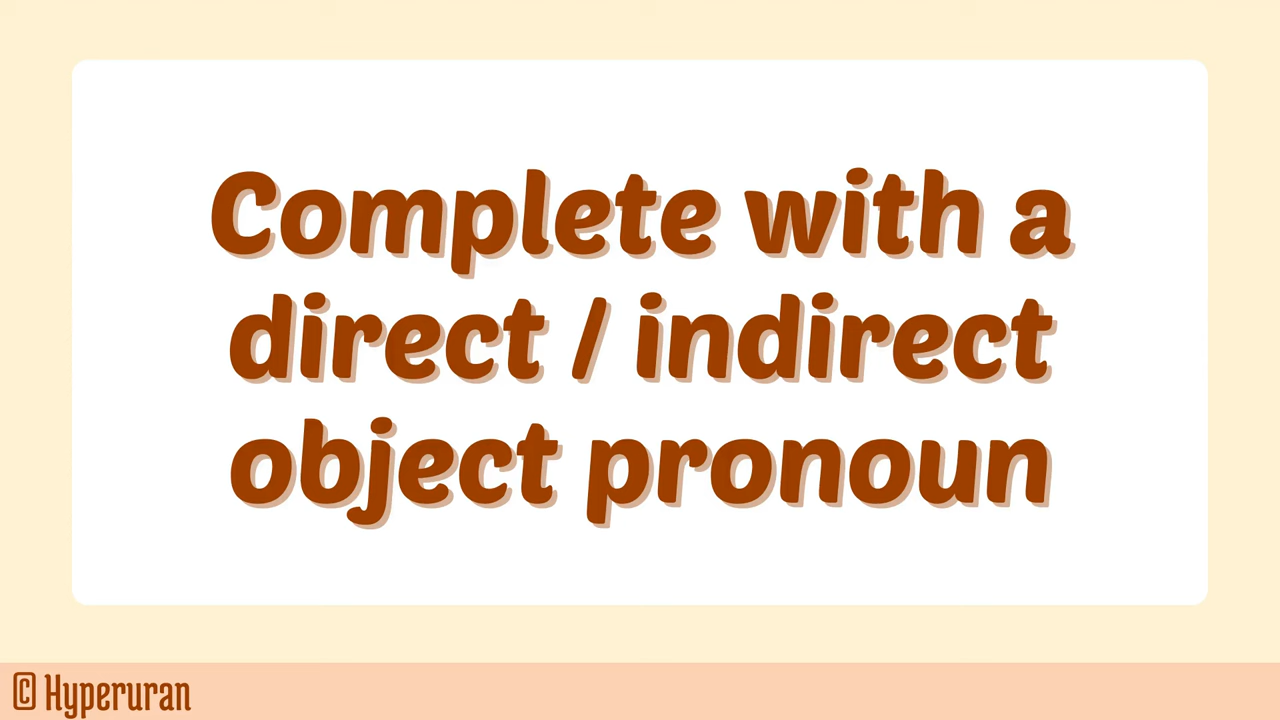 Complete with a
direct / indirect
object pronoun
© Hyperuran